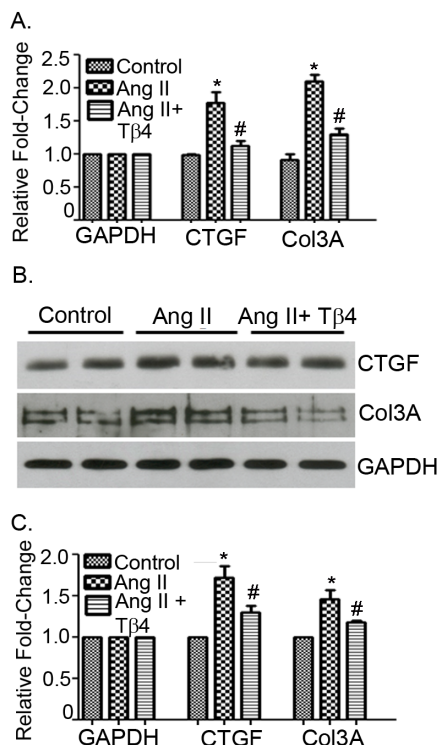 A.
Relative Fold-Change
2.5
2.0
1.5
1.0
0.5
0
Control
Ang II
Ang II+
Tβ4
*
#
*
#
GAPDH CTGF Col3A
B.
Control Ang II Ang II+ Tβ4
CTGF
Col3A
GAPDH
C.
Relative Fold-Change
2.0
1.5
1.0
0.5
0
Control
Ang II
Ang II +
Tβ4
*
#
*
#
GAPDH CTGF Col3A